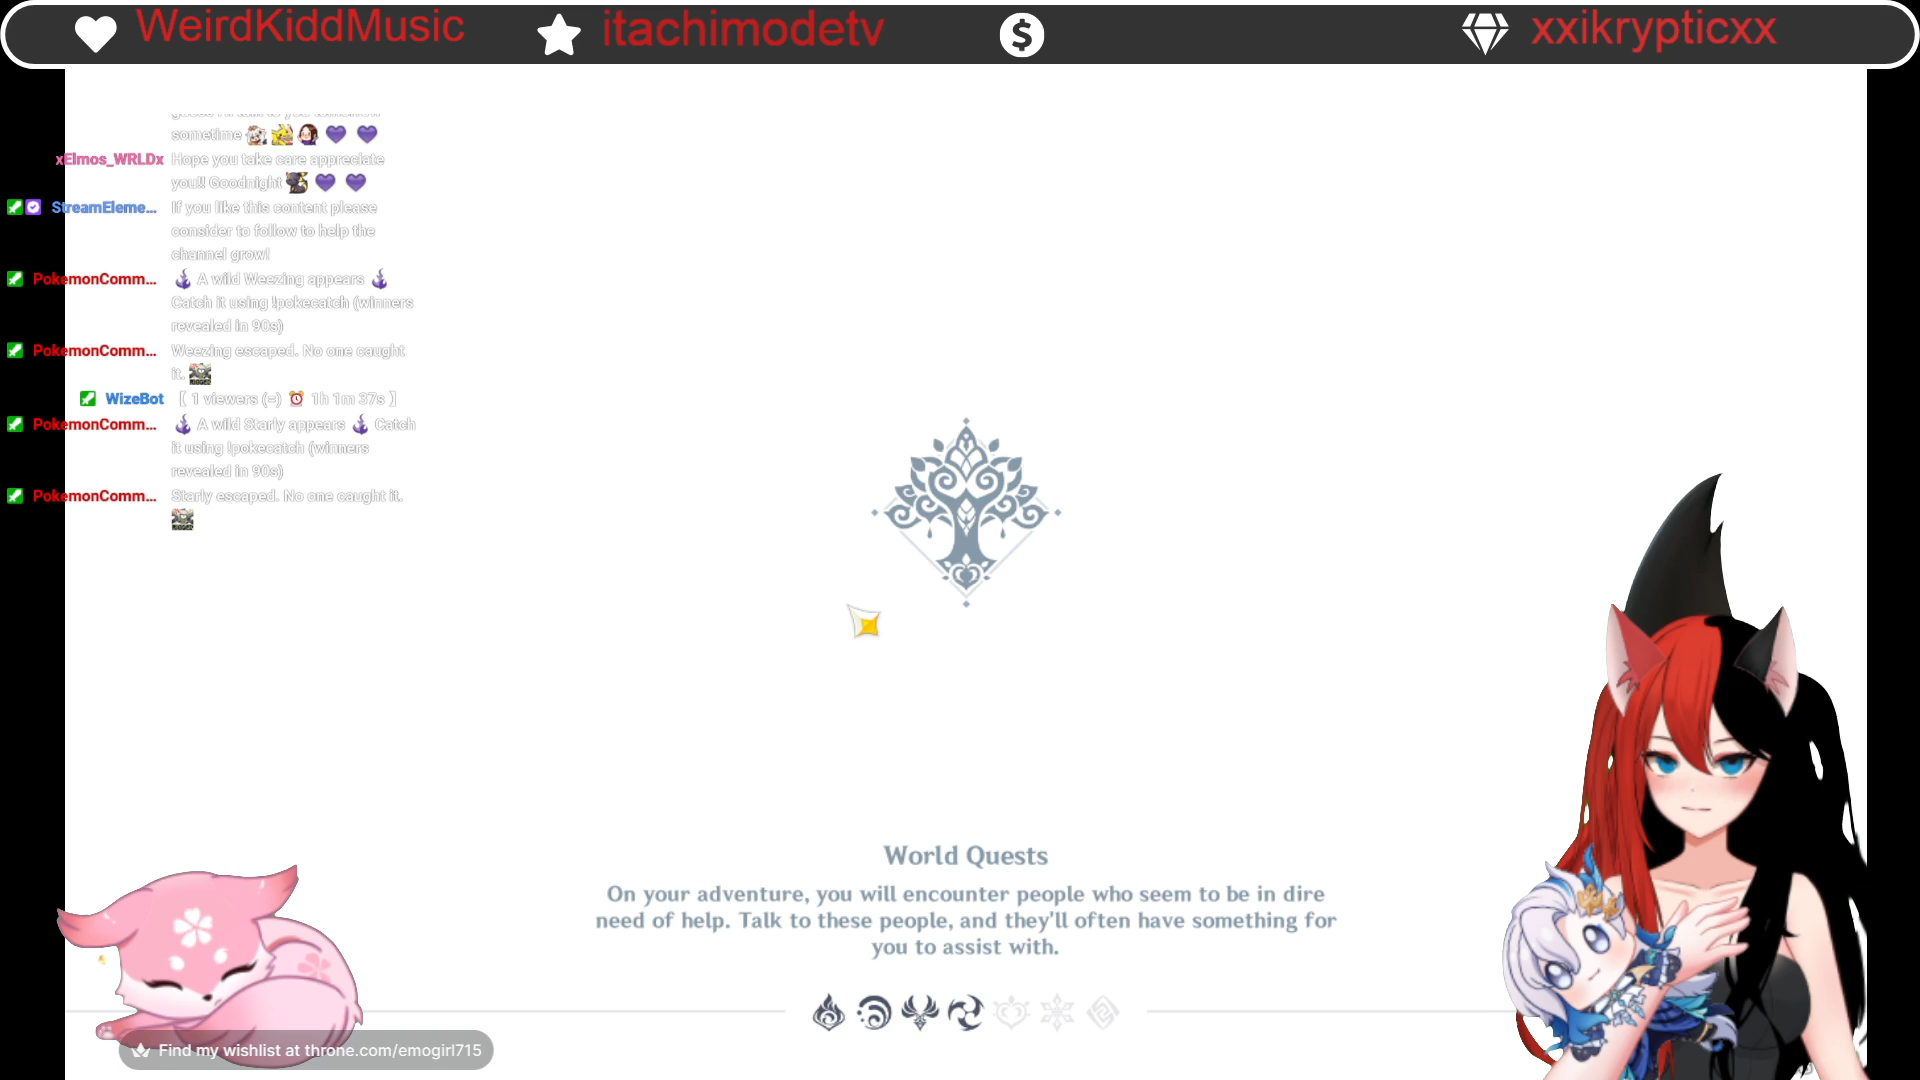 WeirdKiddMusic
itachimodetv
xxikrypticxx
sometime
xElmos_WRLDx Hope you take care appreciate
you!! Goodnight
StreamEleme... If you like this content please
consider to follow to help the
channel grow!
PokemonComm... A wild Weezing appears
Catch it using !pokecatch (winners
revealed in 90s)
PokemonComm... Weezing escaped. No one caught
it.
WizeBot [ 1 viewers (=) 1h 1m 37s ]
PokemonComm... A wild Starly appears Catch
it using !pokecatch (winners
revealed in 90s)
PokemonComm... Starly escaped. No one caught it.
World Quests
On your adventure, you will encounter people who seem to be in dire
need of help. Talk to these people, and they'll often have something for
you to assist with.
Find my wishlist at throne.com/emogirl715